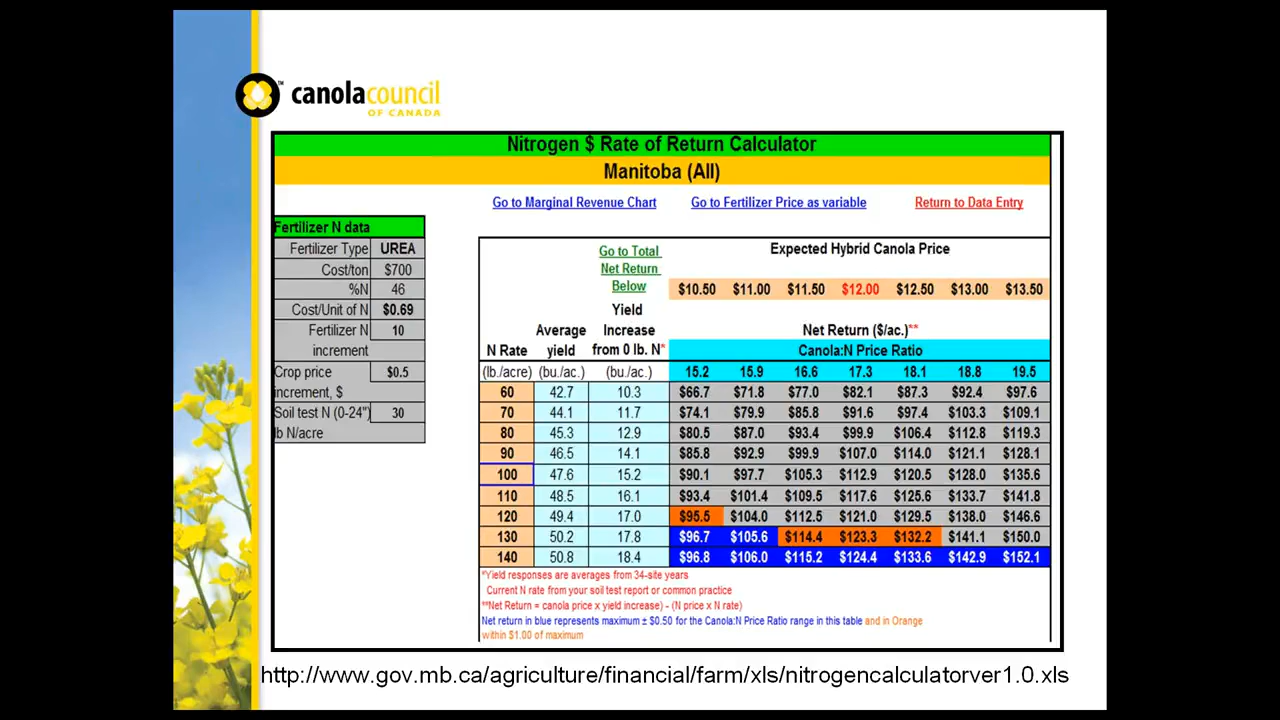 canolacouncil™
OF CANADA
Nitrogen $ Rate of Return Calculator
Manitoba (All)
Go to Marginal Revenue Chart Go to Fertilizer Price as variable Return to Data Entry
Fertilizer N data
Fertilizer Type UREA
Cost/ton $700
%N 46
Cost/Unit of N $0.69
Fertilizer N 10
increment
Crop price $0.5
increment, $
Soil test N (0-24") 30
lb N/acre
Go to Total
Net Return
Below
Expected Hybrid Canola Price
$10.50 $11.00 $11.50 $12.00 $12.50 $13.00 $13.50
Yield
Average Increase Net Return ($/ac.)**
N Rate yield from 0 lb. N* Canola:N Price Ratio
(lb./acre) (bu./ac.) (bu./ac.) 15.2 15.9 16.6 17.3 18.1 18.8 19.5
60 42.7 10.3 $66.7 $71.8 $77.0 $82.1 $87.3 $92.4 $97.6
70 44.1 11.7 $74.1 $79.9 $85.8 $91.6 $97.4 $103.3 $109.1
80 45.3 12.9 $80.5 $87.0 $93.4 $99.9 $106.4 $112.8 $119.3
90 46.5 14.1 $85.8 $92.9 $99.9 $107.0 $114.0 $121.1 $128.1
100 47.6 15.2 $90.1 $97.7 $105.3 $112.9 $120.5 $128.0 $135.6
110 48.5 16.1 $93.4 $101.4 $109.5 $117.6 $125.6 $133.7 $141.8
120 49.4 17.0 $95.5 $104.0 $112.5 $121.0 $129.5 $138.0 $146.6
130 50.2 17.8 $96.7 $105.6 $114.4 $123.3 $132.2 $141.1 $150.0
140 50.8 18.4 $96.8 $106.0 $115.2 $124.4 $133.6 $142.9 $152.1
*Yield responses are averages from 34-site years
Current N rate from your soil test report or common practice
**Net Return = canola price x yield increase) - (N price x N rate)
Net return in blue represents maximum ± $0.50 for the Canola:N Price Ratio range in this table and in Orange
within $1.00 of maximum
http://www.gov.mb.ca/agriculture/financial/farm/xls/nitrogencalculatorver1.0.xls